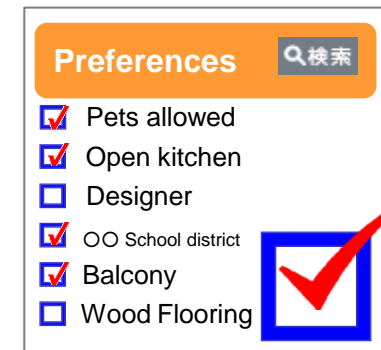 Preferences 検索
Pets allowed
Open kitchen
Designer
〇〇 School district
Balcony
Wood Flooring